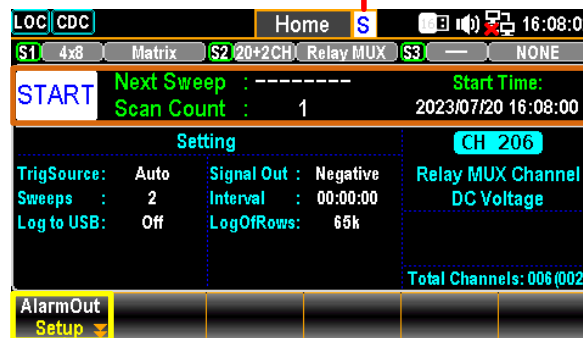 LOC CDC Home S 16:08:0
S1 4x8 Matrix S2 20+2CH Relay MUX S3 — NONE
START Next Sweep : -------- Start Time:
Scan Count : 1 2023/07/20 16:08:00
Setting CH 206
TrigSource: Auto Signal Out : Negative Relay MUX Channel
Sweeps : 2 Interval : 00:00:00 DC Voltage
Log to USB: Off LogOfRows: 65k
Total Channels: 006(002
AlarmOut
Setup